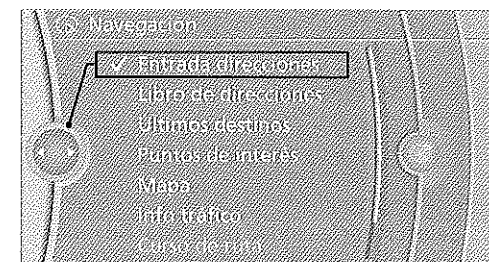 Navegación
Entrada direcciones
Libro de direcciones
Últimos destinos
Puntos de interés
Mapa
Info tráfico
Curso de ruta